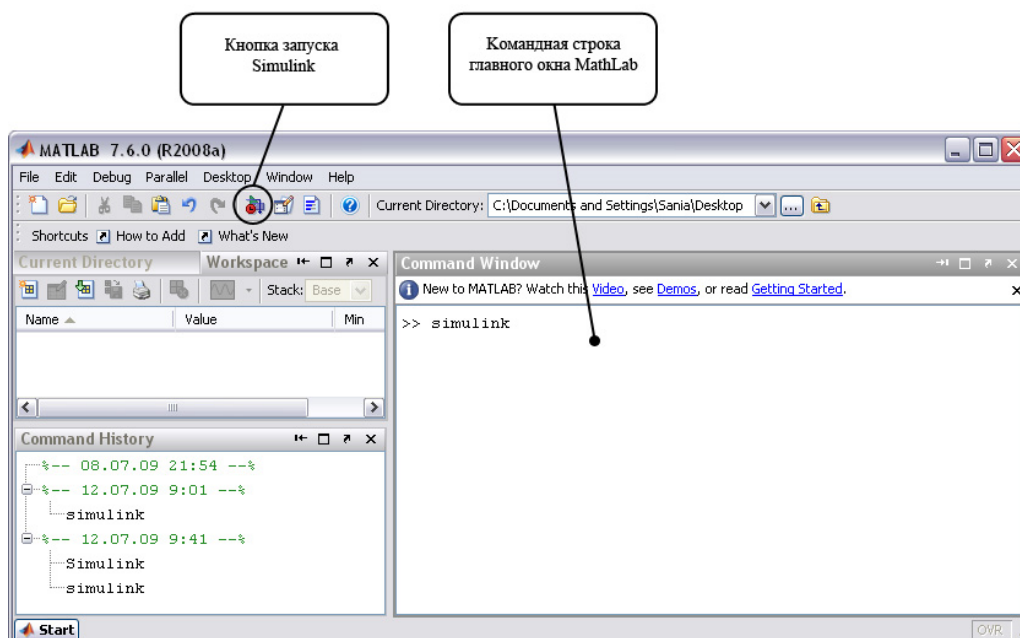 Кнопка запуска
Simulink
Командная строка
главного окна MathLab
MATLAB 7.6.0 (R2008a)
File Edit Debug Parallel Desktop Window Help
Current Directory: C:\Documents and Settings\Sania\Desktop
Shortcuts How to Add What's New
Current Directory Workspace
Stack: Base
Name Value Min
Command History
%-- 08.07.09 21:54 --%
%-- 12.07.09 9:01 --%
simulink
%-- 12.07.09 9:41 --%
Simulink
simulink
Command Window
New to MATLAB? Watch this Video, see Demos, or read Getting Started.
>> simulink
Start
OVR